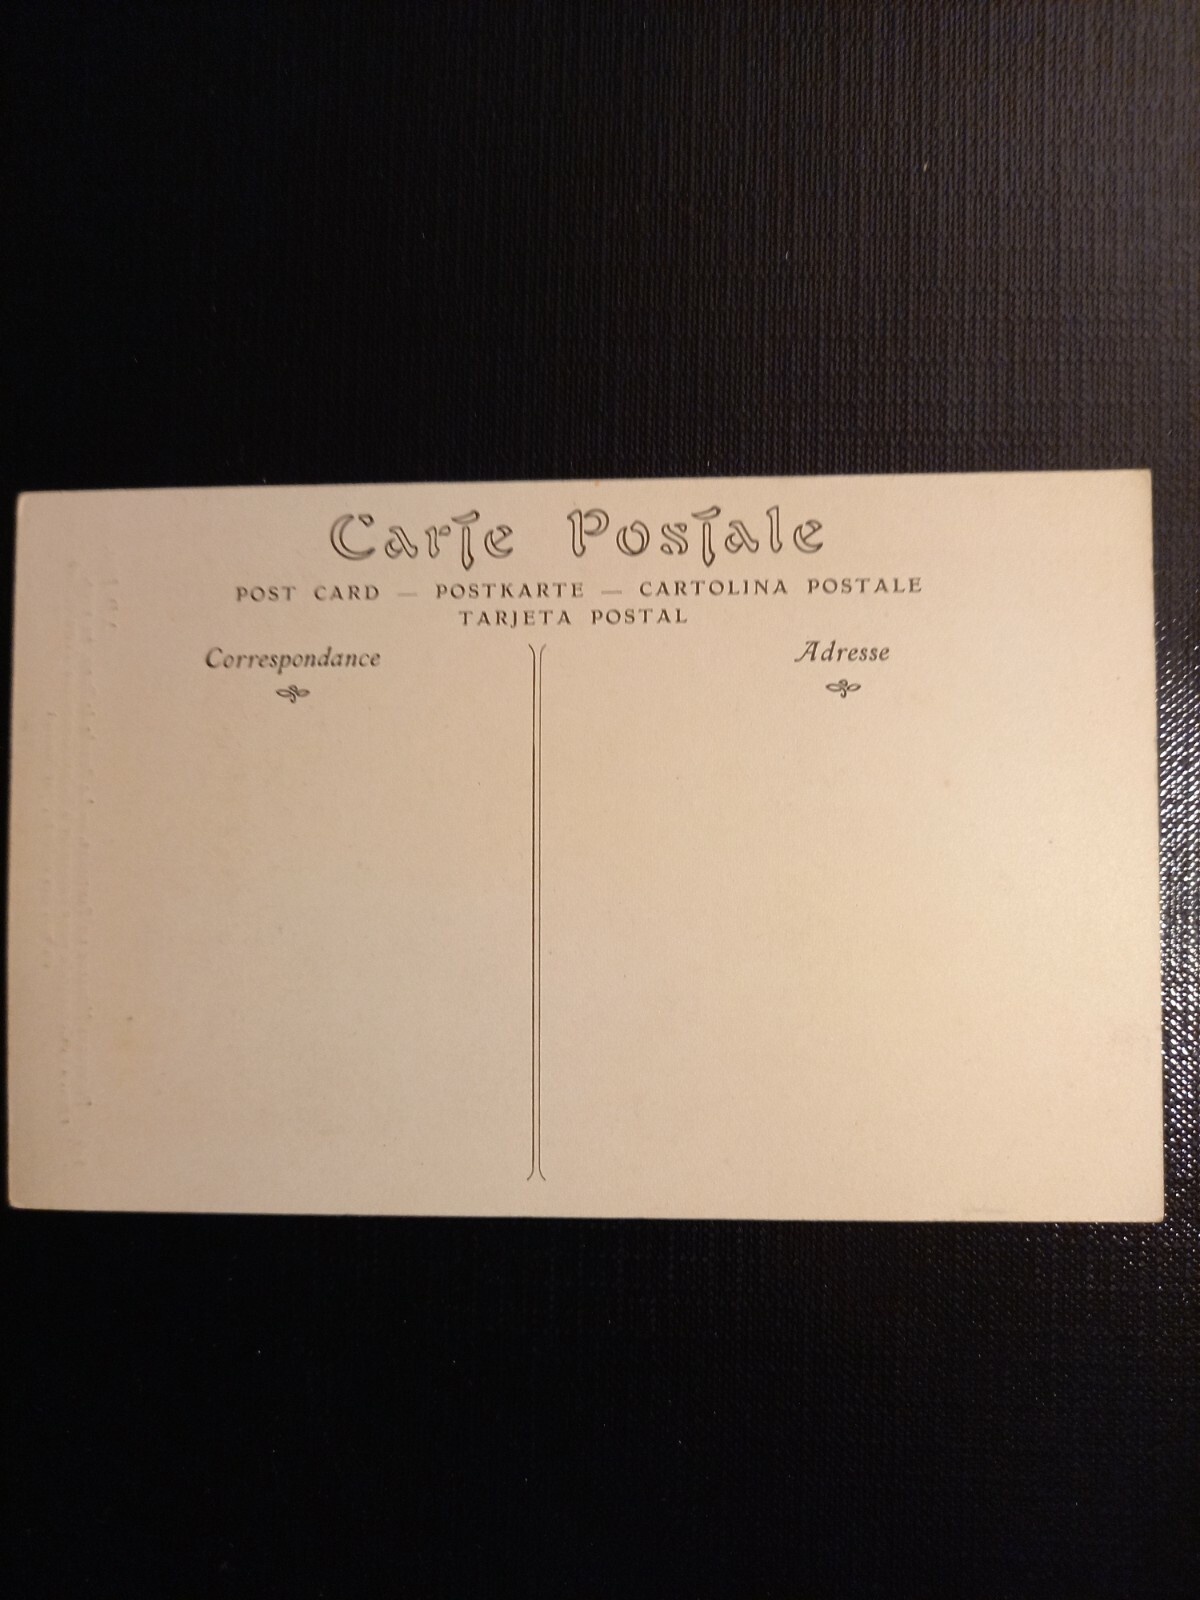 Carte Postale
POST CARD — POSTKARTE — CARTOLINA POSTALE
TARJETA POSTAL
Correspondance
Adresse